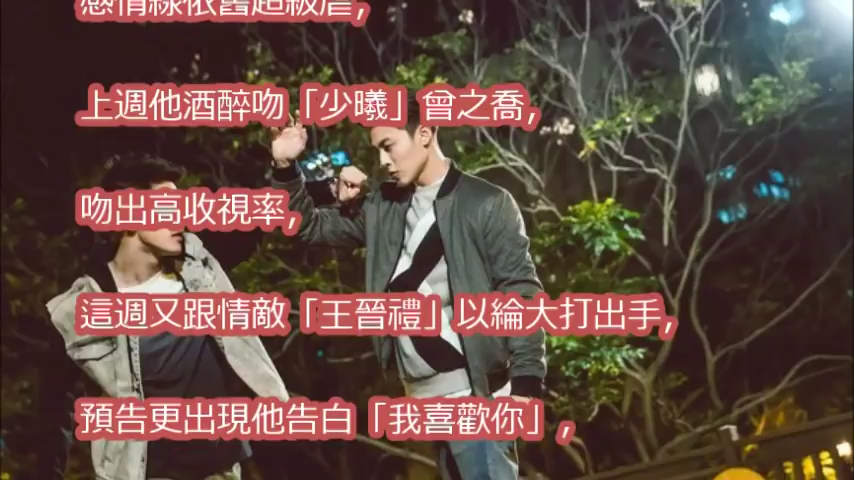 感情線依舊超級虐,
上週他酒醉吻「少曦」曾之喬,
吻出高收視率,
這週又跟情敵「王晉禮」以綸大打出手,
預告更出現他告白「我喜歡你」,